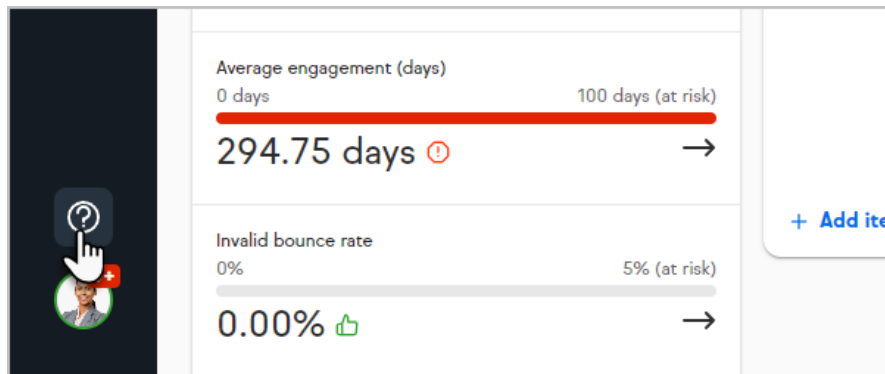 Average engagement (days)
0 days 100 days (at risk)
294.75 days
Invalid bounce rate
0% 5% (at risk)
0.00%
+ Add ite